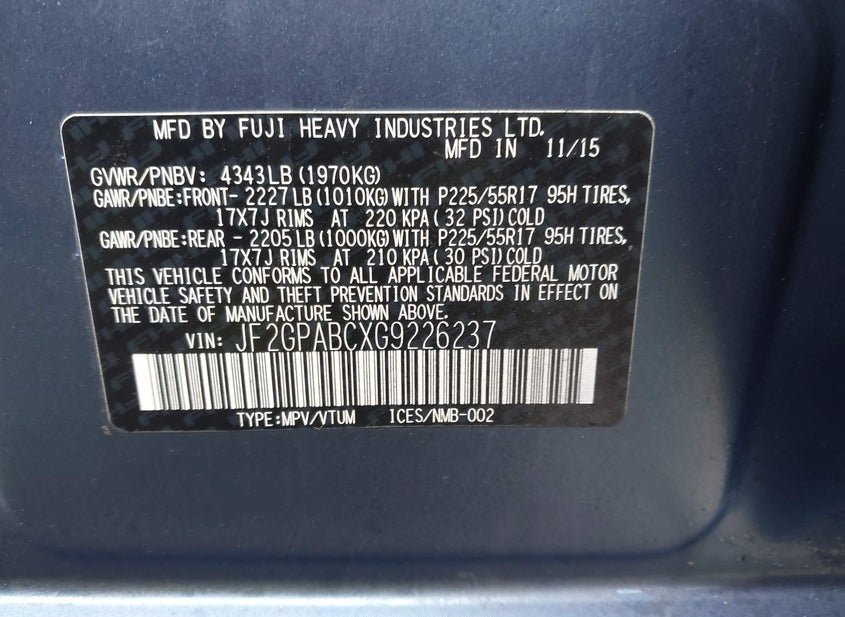 MFD BY FUJI HEAVY INDUSTRIES LTD.
MFD IN 11/15
GVWR/PNBV: 4343LB(1970KG)
GAWR/PNBE:FRONT- 2227LB(1010KG)WITH P225/55R17 95H TIRES,
17X7J RIMS AT 220 KPA(32 PSI)COLD
GAWR/PNBE:REAR - 2205LB(1000KG)WITH P225/55R17 95H TIRES,
17X7J RIMS AT 210 KPA(30 PSI)COLD
THIS VEHICLE CONFORMS TO ALL APPLICABLE FEDERAL MOTOR
VEHICLE SAFETY AND THEFT PREVENTION STANDARDS IN EFFECT ON
THE DATE OF MANUFACTURE SHOWN ABOVE.
VIN: JF2GPABCXG9226237
TYPE:MPV/VTUM ICES/NMB-002